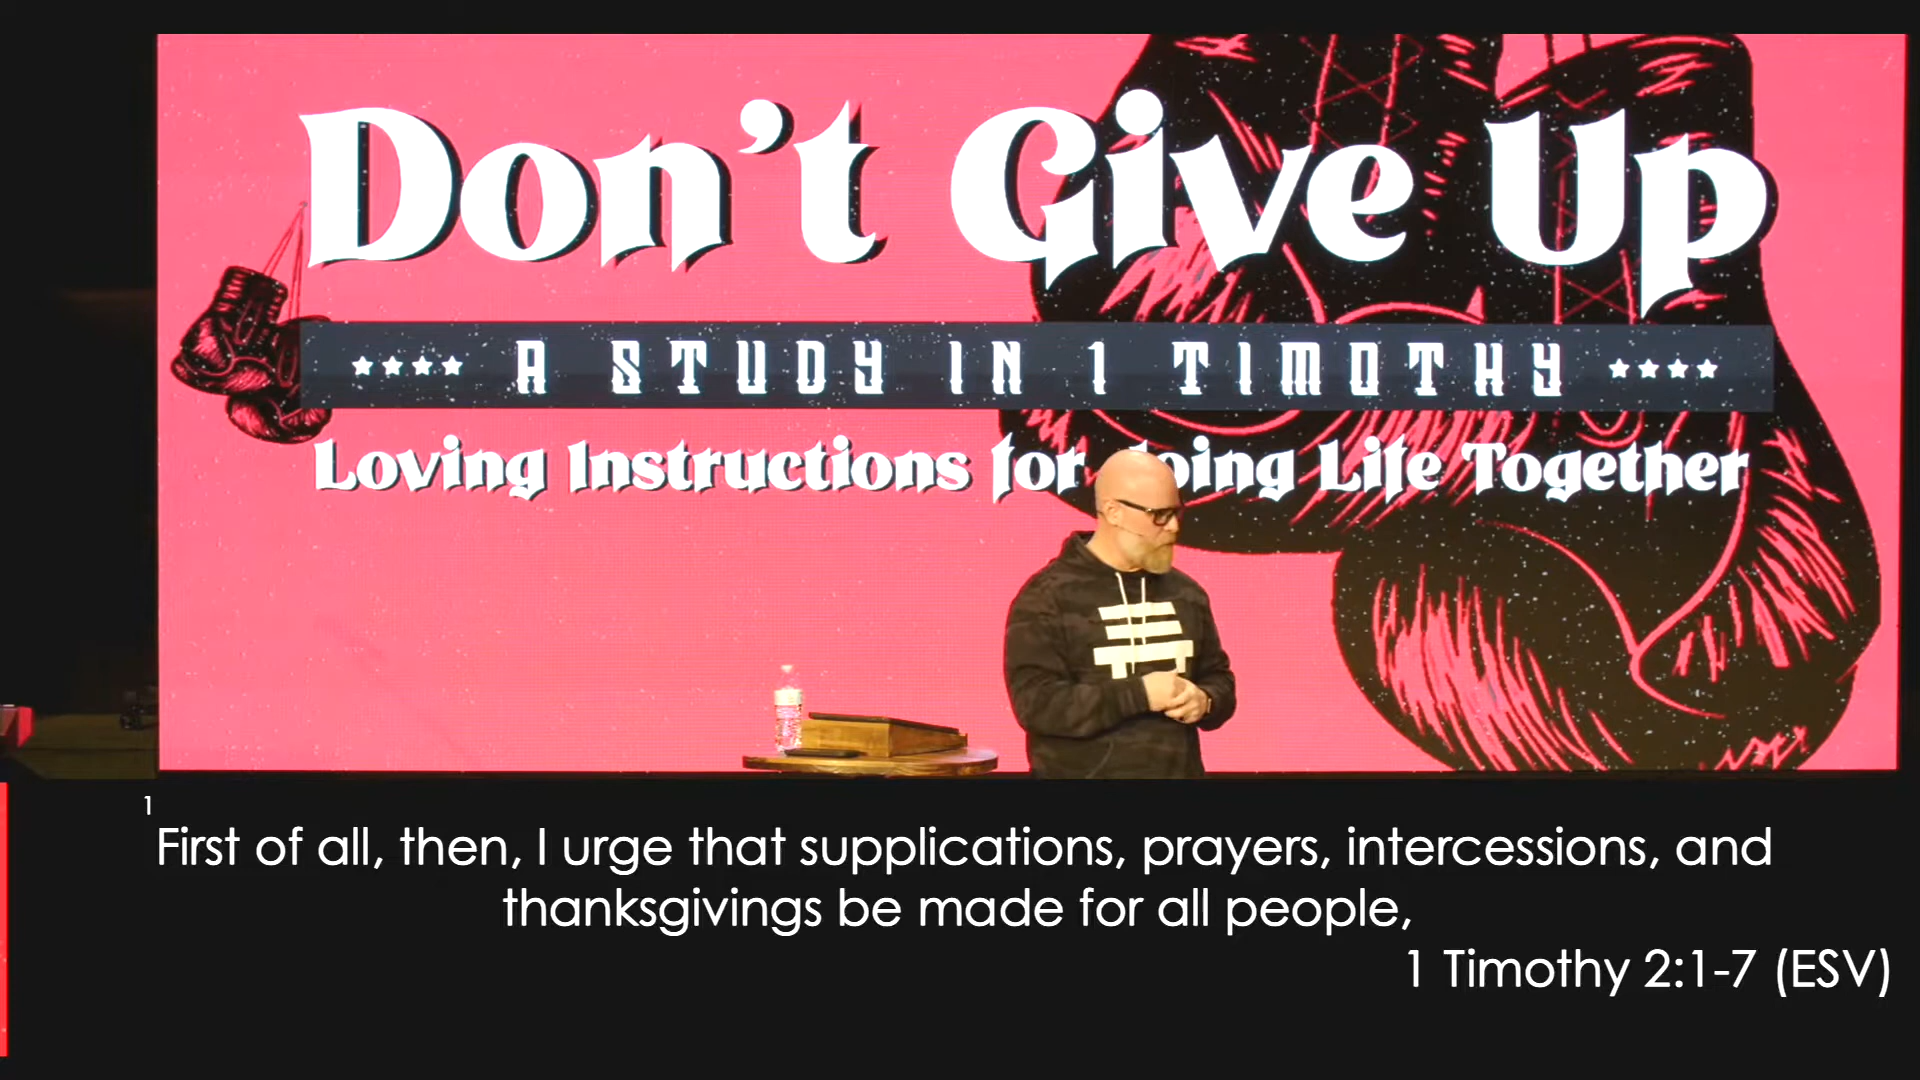 Don't Give Up
A STUDY IN 1 TIMOTHY
Loving Instructions for Life Together
1
First of all, then, I urge that supplications, prayers, intercessions, and
thanksgivings be made for all people,
1 Timothy 2:1-7 (ESV)